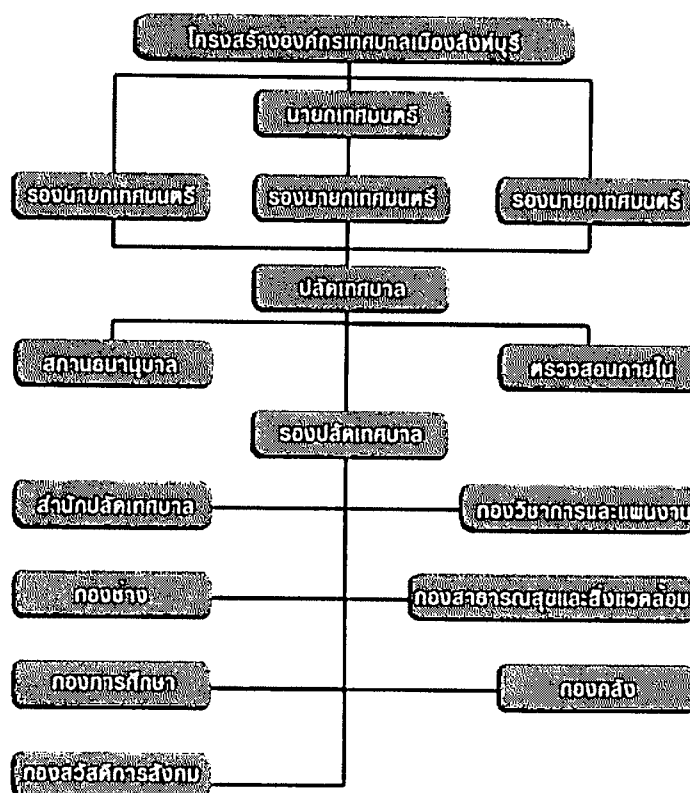 โครงสร้างองค์กรเทศบาลเมืองสิงห์บุรี
นายกเทศมนตรี
รองนายกเทศมนตรี
รองนายกเทศมนตรี
รองนายกเทศมนตรี
ปลัดเทศบาล
สถานธนานุบาล
ตรวจสอบภายใน
รองปลัดเทศบาล
สำนักปลัดเทศบาล
กองวิชาการและแผนงาน
กองช่าง
กองสาธารณสุขและสิ่งแวดล้อม
กองการศึกษา
กองคลัง
กองสวัสดิการสังคม